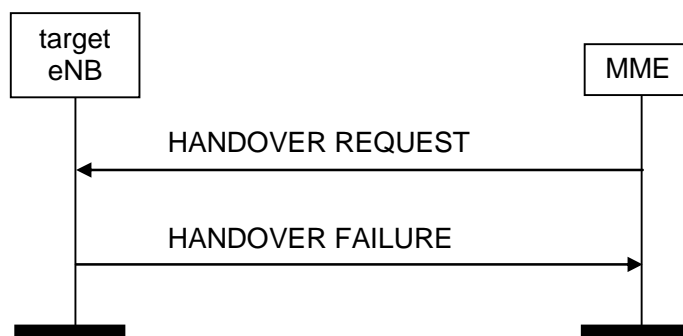 target
eNB
MME
HANDOVER REQUEST
HANDOVER FAILURE